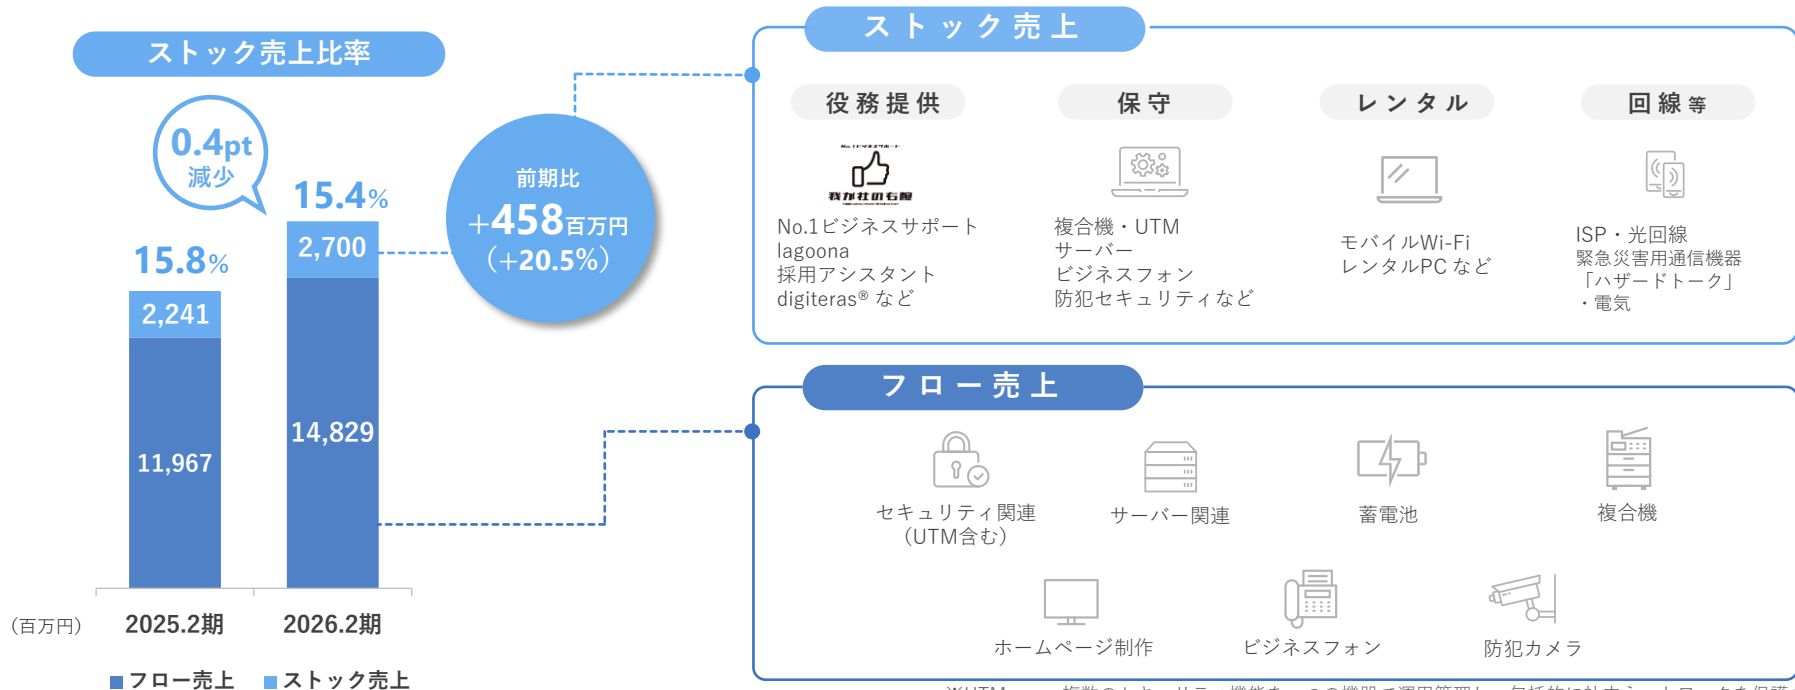 ストック売上比率
0.4pt
減少
15.8%
15.4%
2,241
2,700
11,967
14,829
(百万円)
2025.2期
2026.2期
フロー売上
ストック売上
前期比
+458百万円
(+20.5%)
ストック売上
役務提供
No.1ビジネスサポート
我が社の右腕
No.1ビジネスサポート
lagoona
採用アシスタント
digiteras® など
保守
複合機・UTM
サーバー
ビジネスフォン
防犯セキュリティなど
レンタル
モバイルWi-Fi
レンタルPC など
回線等
ISP・光回線
緊急災害用通信機器
「ハザードトーク」
・電気
フロー売上
セキュリティ関連
(UTM含む)
サーバー関連
蓄電池
複合機
ホームページ制作
ビジネスフォン
防犯カメラ